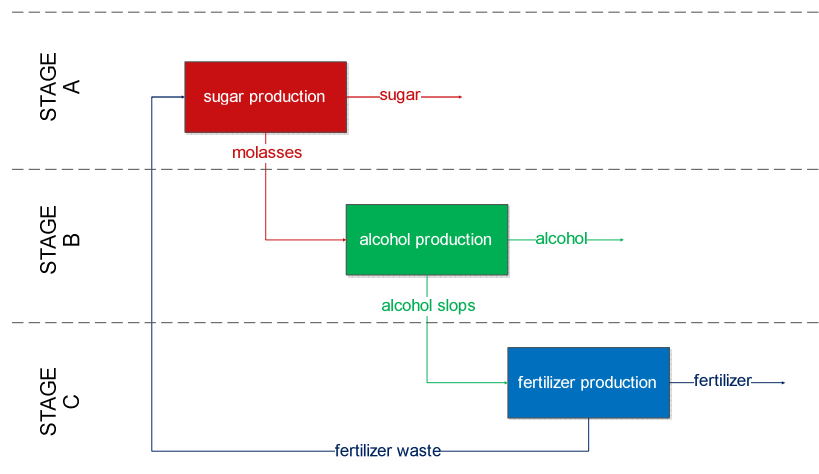 STAGE
A
sugar production
sugar
molasses
STAGE
B
alcohol production
alcohol
alcohol slops
STAGE
C
fertilizer production
fertilizer
fertilizer waste